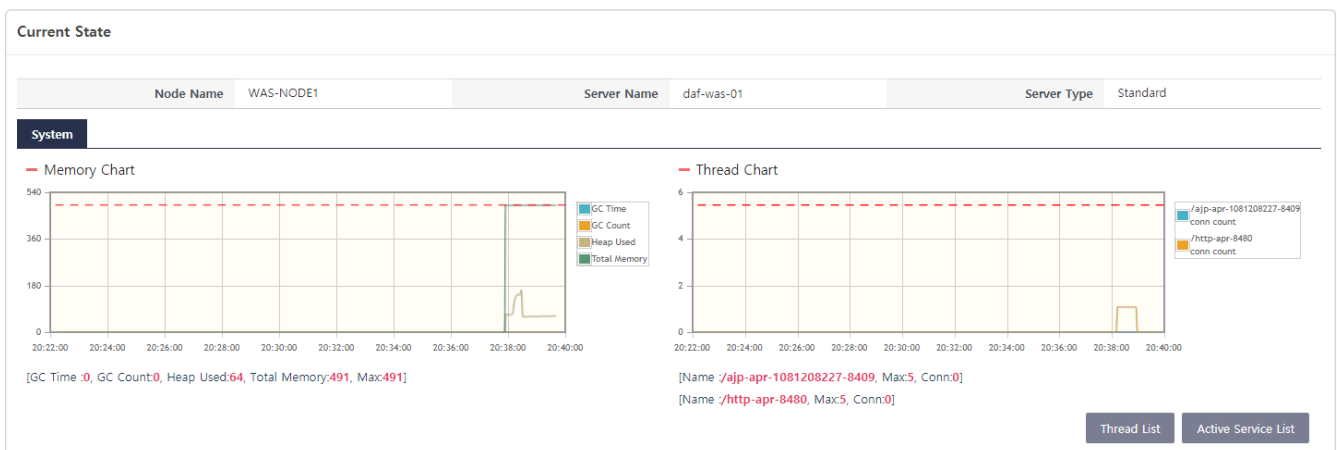 Current State
Node Name WAS-NODE1 Server Name daf-was-01 Server Type Standard
System
Memory Chart
540
360
180
0
20:22:00 20:24:00 20:26:00 20:28:00 20:30:00 20:32:00 20:34:00 20:36:00 20:38:00 20:40:00
GC Time
GC Count
Heap Used
Total Memory
[GC Time :0, GC Count:0, Heap Used:64, Total Memory:491, Max:491]
Thread Chart
6
4
2
0
20:22:00 20:24:00 20:26:00 20:28:00 20:30:00 20:32:00 20:34:00 20:36:00 20:38:00 20:40:00
/ajp-apr-1081208227-8409
conn count
/http-apr-8480
conn count
[Name :/ajp-apr-1081208227-8409, Max:5, Conn:0]
[Name :/http-apr-8480, Max:5, Conn:0]
Thread List Active Service List